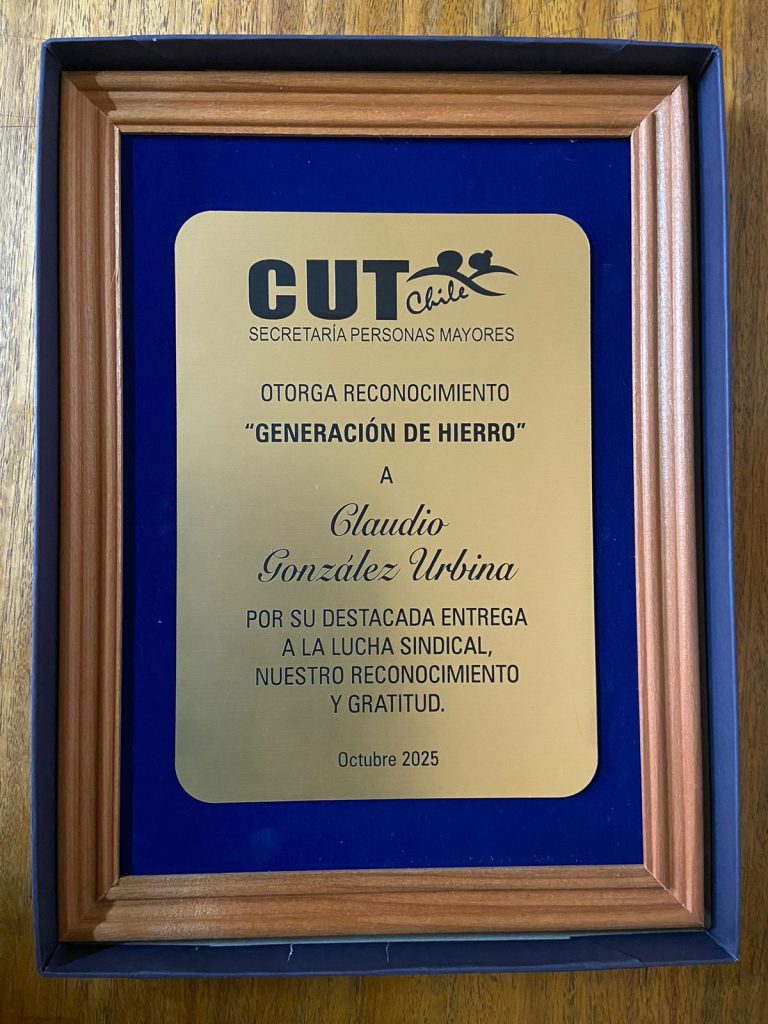 CUT Chile
SECRETARÍA PERSONAS MAYORES
OTORGA RECONOCIMIENTO
“GENERACIÓN DE HIERRO”
A
Claudio
González Urbina
POR SU DESTACADA ENTREGA
A LA LUCHA SINDICAL,
NUESTRO RECONOCIMIENTO
Y GRATITUD.
Octubre 2025